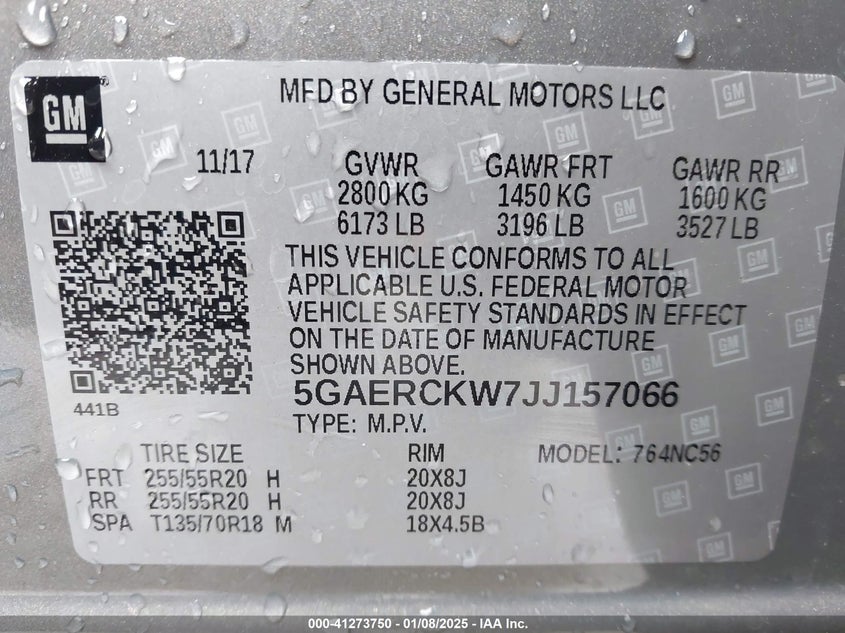 GM
MFD BY GENERAL MOTORS LLC
11/17 GVWR GAWR FRT GAWR RR
2800 KG 1450 KG 1600 KG
6173 LB 3196 LB 3527 LB
THIS VEHICLE CONFORMS TO ALL
APPLICABLE U.S. FEDERAL MOTOR
VEHICLE SAFETY STANDARDS IN EFFECT
ON THE DATE OF MANUFACTURE
SHOWN ABOVE.
441B
5GAERCKW7JJ157066
TYPE: M.P.V.
TIRE SIZE RIM MODEL: 764NC56
FRT 255/55R20 H 20X8J
RR 255/55R20 H 20X8J
SPA T135/70R18 M 18X4.5B
000-41273750 - 01/08/2025 - IAA Inc.